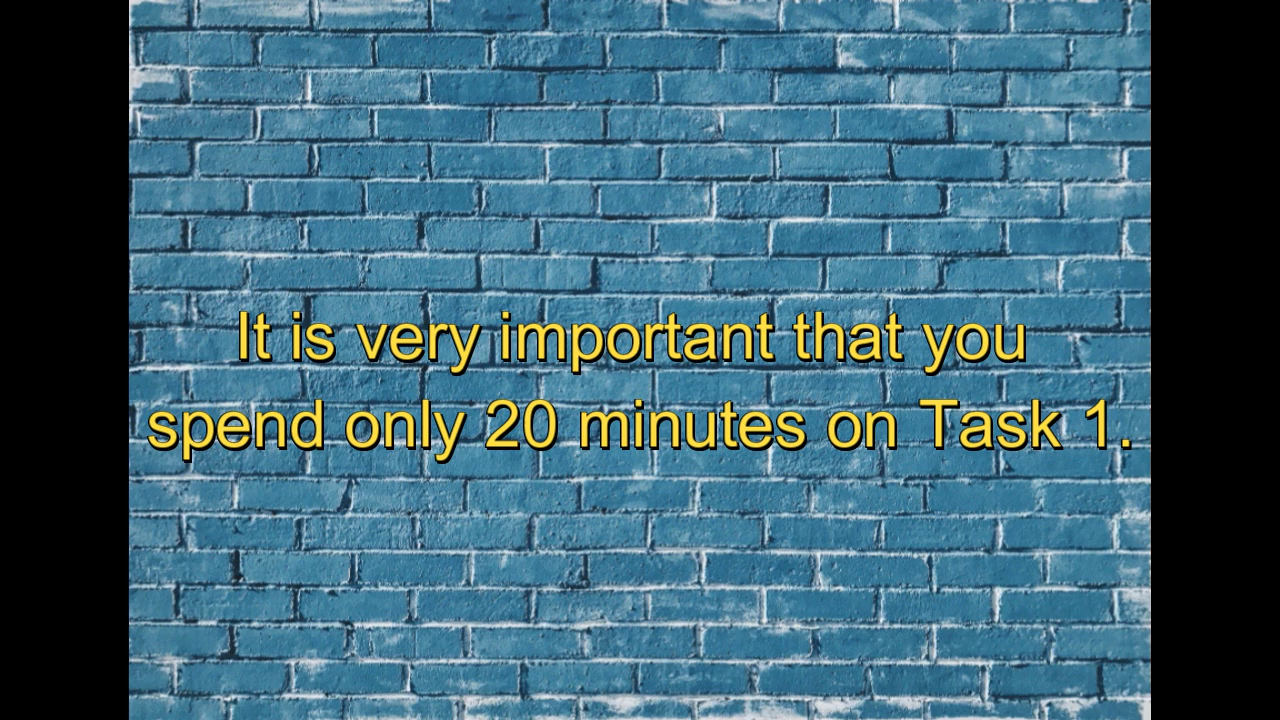 It is very important that you
spend only 20 minutes on Task 1.